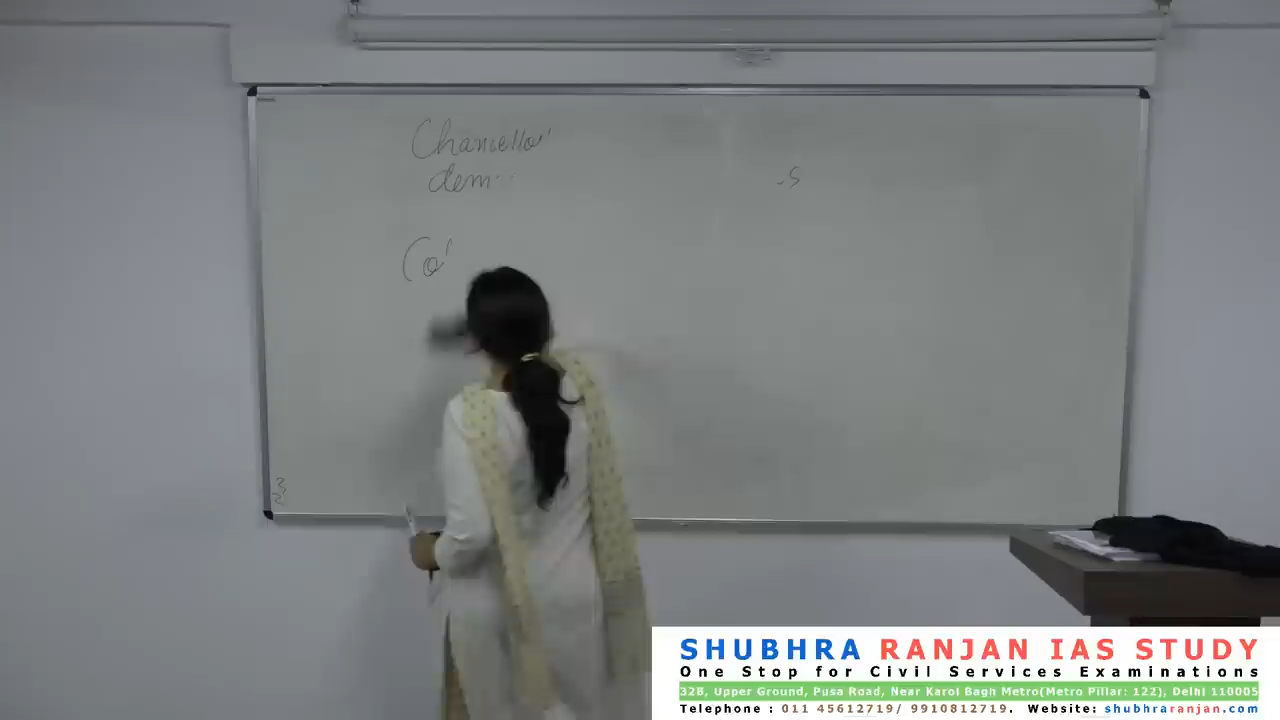 Chancellor
dem
SHUBHRA RANJAN IAS STUDY
One Stop for Civil Services Examinations
32B, Upper Ground, Pusa Road, Near Karol Bagh Metro(Metro Pillar: 122), Delhi 110005
Telephone : 011 45612719/ 9910812719. Website: shubhraranjan.com